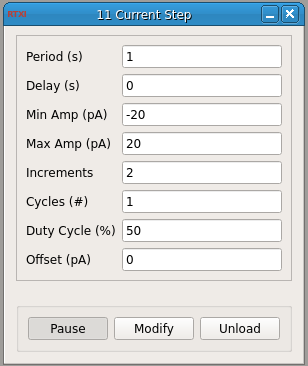 RTXI
11 Current Step
Period (s) 1
Delay (s) 0
Min Amp (pA) -20
Max Amp (pA) 20
Increments 2
Cycles (#) 1
Duty Cycle (%) 50
Offset (pA) 0
Pause Modify Unload